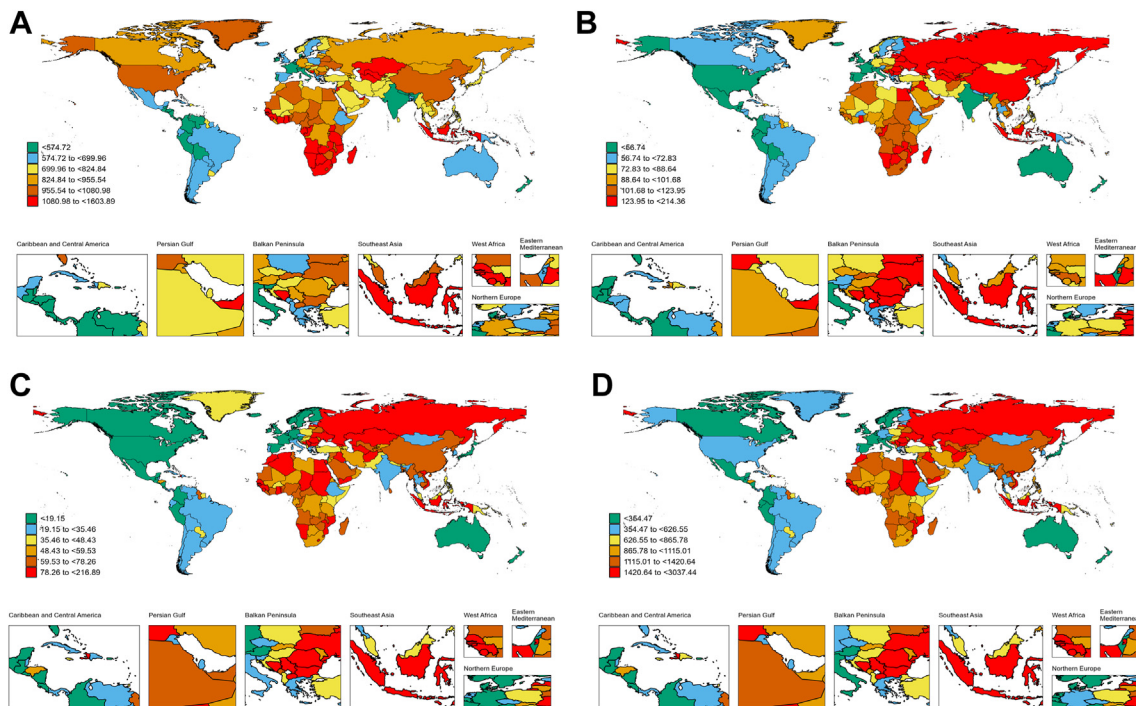 A
B
<574.72
574.72 to <699.96
699.96 to <824.84
824.84 to <955.54
955.54 to <1080.98
1080.98 to <1603.89
<66.74
56.74 to <72.83
72.83 to <88.64
88.64 to <101.68
101.68 to <123.95
123.95 to <214.36
Caribbean and Central America
Persian Gulf
Balkan Peninsula
Southeast Asia
West Africa
Eastern
Mediterranean
Northern Europe
Caribbean and Central America
Persian Gulf
Balkan Peninsula
Southeast Asia
West Africa
Eastern
Mediterranean
Northern Europe
C
D
<19.15
19.15 to <35.46
35.46 to <48.43
48.43 to <59.53
59.53 to <78.26
78.26 to <216.89
<364.47
354.47 to <626.55
626.55 to <865.78
865.78 to <1115.01
1115.01 to <1420.64
1420.64 to <3037.44
Caribbean and Central America
Persian Gulf
Balkan Peninsula
Southeast Asia
West Africa
Eastern
Mediterranean
Northern Europe
Caribbean and Central America
Persian Gulf
Balkan Peninsula
Southeast Asia
West Africa
Eastern
Mediterranean
Northern Europe